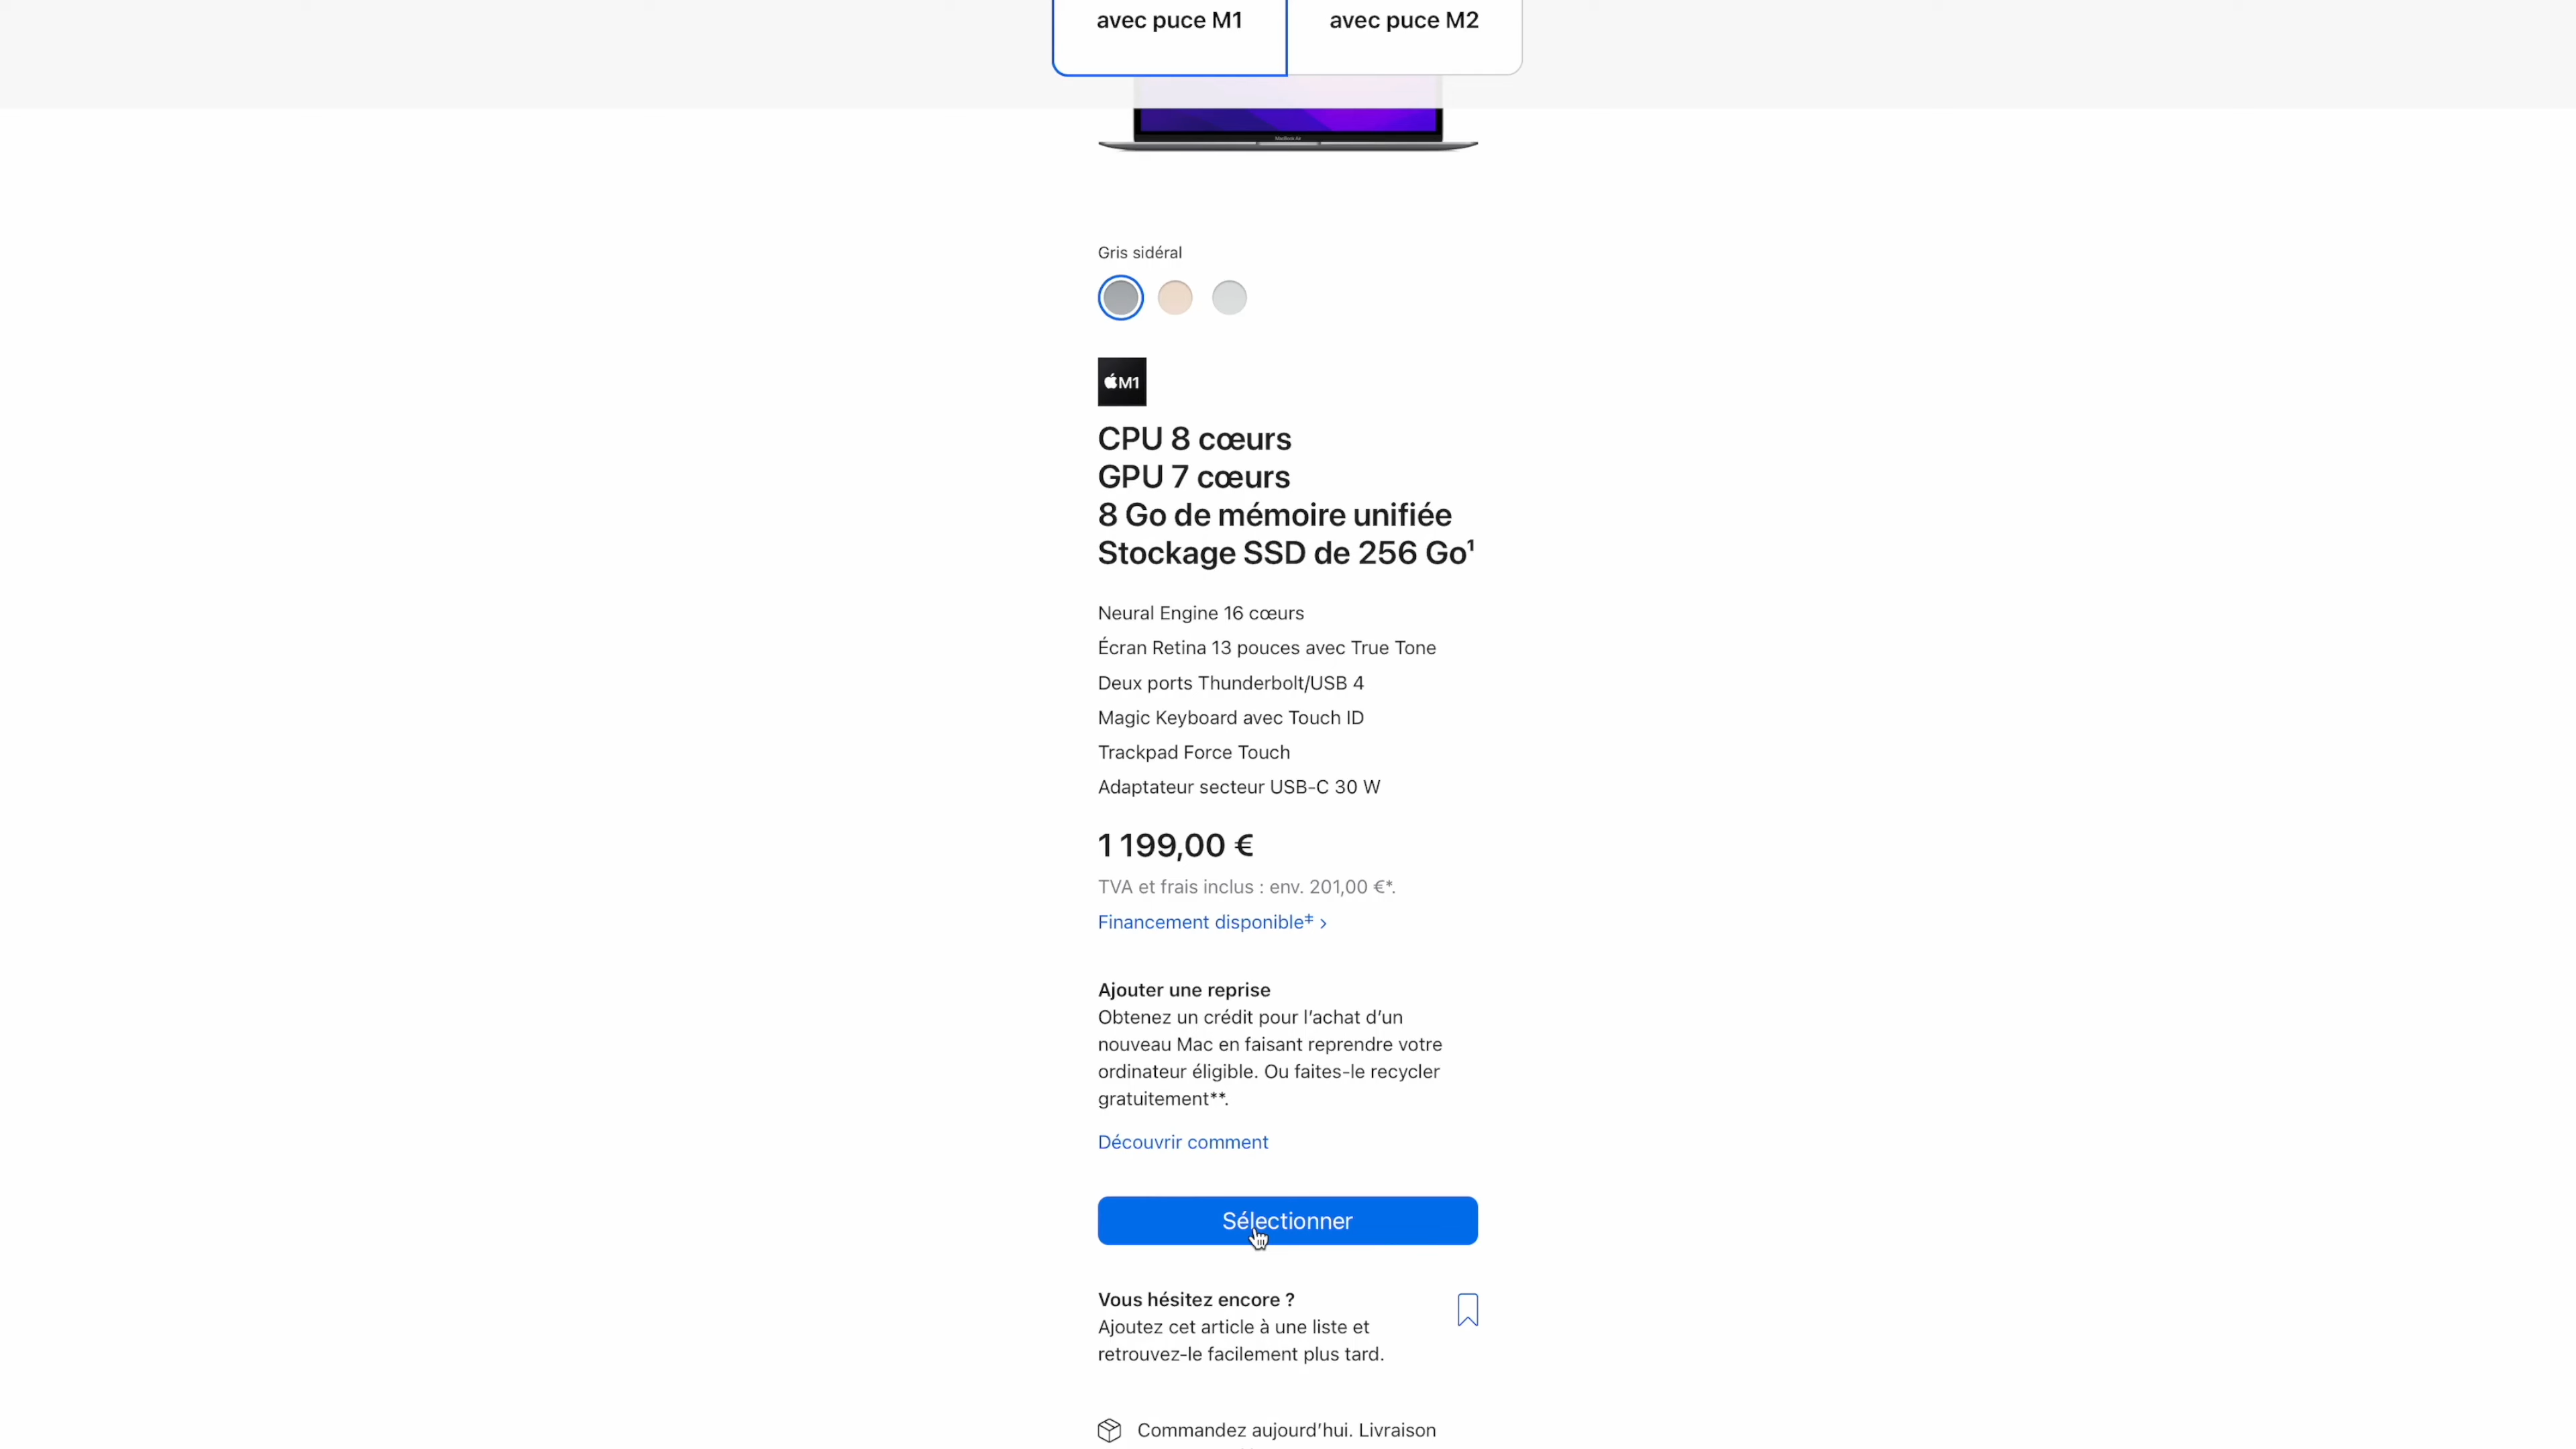 avec puce M1
avec puce M2
MacBook Air
Gris sidéral
M1
CPU 8 cœurs
GPU 7 cœurs
8 Go de mémoire unifiée
Stockage SSD de 256 Go¹
Neural Engine 16 cœurs
Écran Retina 13 pouces avec True Tone
Deux ports Thunderbolt/USB 4
Magic Keyboard avec Touch ID
Trackpad Force Touch
Adaptateur secteur USB-C 30 W
1 199,00 €
TVA et frais inclus : env. 201,00 €*.
Financement disponible‡ >
Ajouter une reprise
Obtenez un crédit pour l’achat d’un
nouveau Mac en faisant reprendre votre
ordinateur éligible. Ou faites-le recycler
gratuitement**.
Découvrir comment
Sélectionner
Vous hésitez encore ?
Ajoutez cet article à une liste et
retrouvez-le facilement plus tard.
Commandez aujourd’hui. Livraison